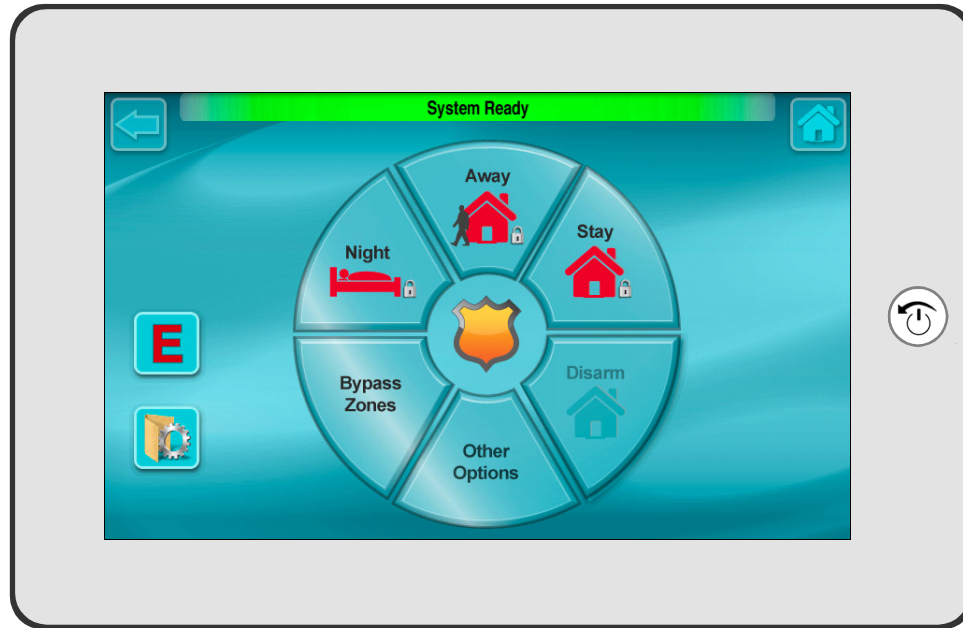 System Ready
Away
Stay
Night
E
Bypass
Zones
Disarm
Other
Options